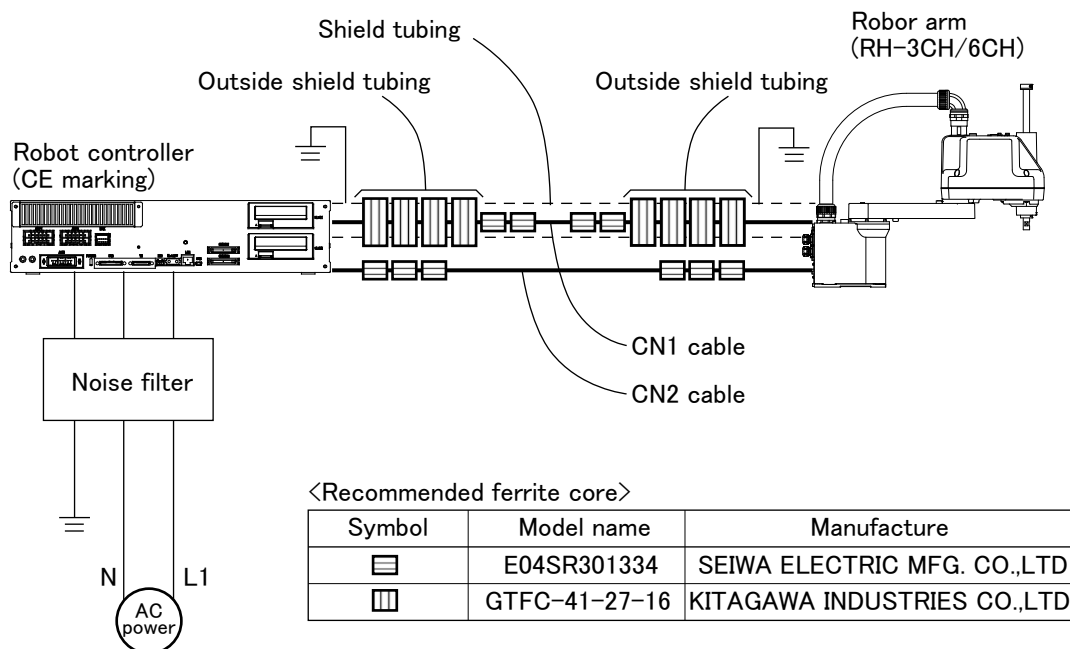 Shield tubing
Robor arm
(RH-3CH/6CH)
Outside shield tubing
Outside shield tubing
Robot controller
(CE marking)
CN1 cable
Noise filter
CN2 cable
<Recommended ferrite core>
Symbol Model name Manufacture
E04SR301334 SEIWA ELECTRIC MFG. CO.,LTD
GTFC-41-27-16 KITAGAWA INDUSTRIES CO.,LTD
N L1
AC
power